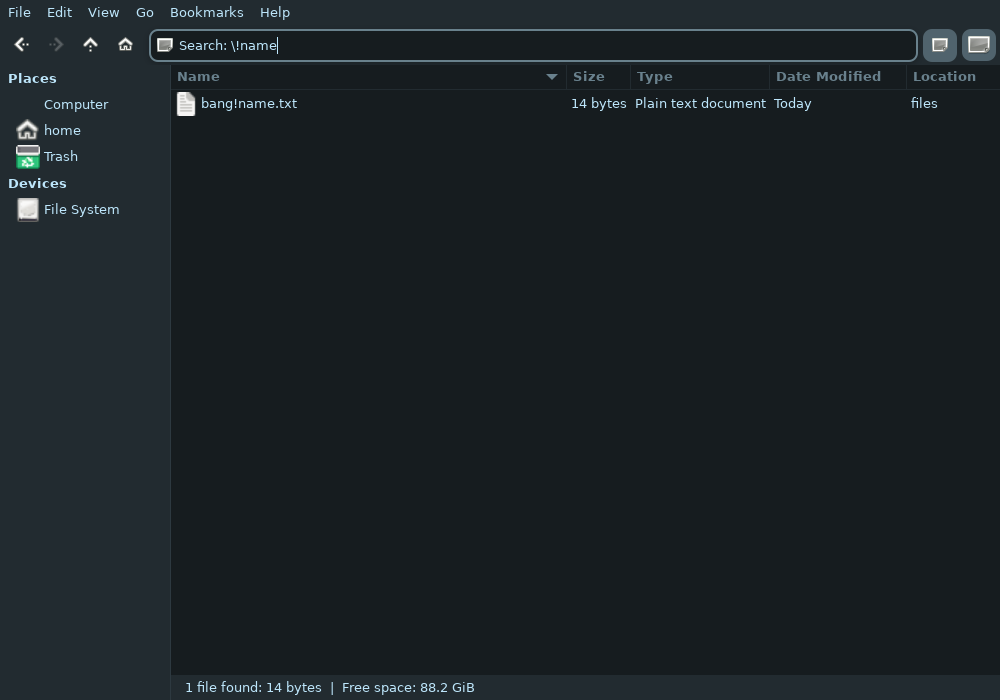 File Edit View Go Bookmarks Help
Search: \!name
Places
Computer
home
Trash
Devices
File System
Name Size Type Date Modified Location
bang!name.txt 14 bytes Plain text document Today files
1 file found: 14 bytes | Free space: 88.2 GiB